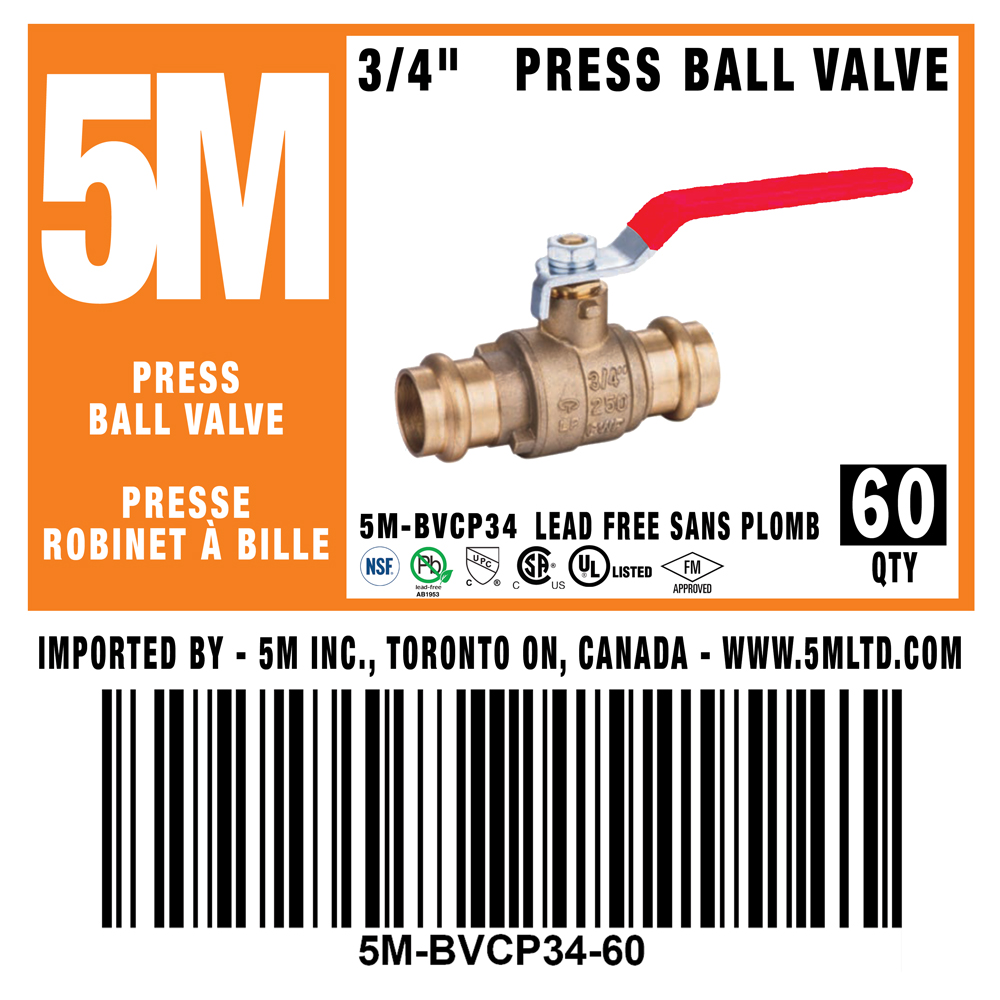 5M
PRESS
BALL VALVE
PRESSE
ROBINET À BILLE
3/4" PRESS BALL VALVE
3/4"
250
LF
5M-BVCP34 LEAD FREE SANS PLOMB
60
QTY
NSF.
Pb
lead-free
AB1953
UPC
C ®
SA ®
C US
UL ® LISTED
FM
APPROVED
IMPORTED BY - 5M INC., TORONTO ON, CANADA - WWW.5MLTD.COM
5M-BVCP34-60